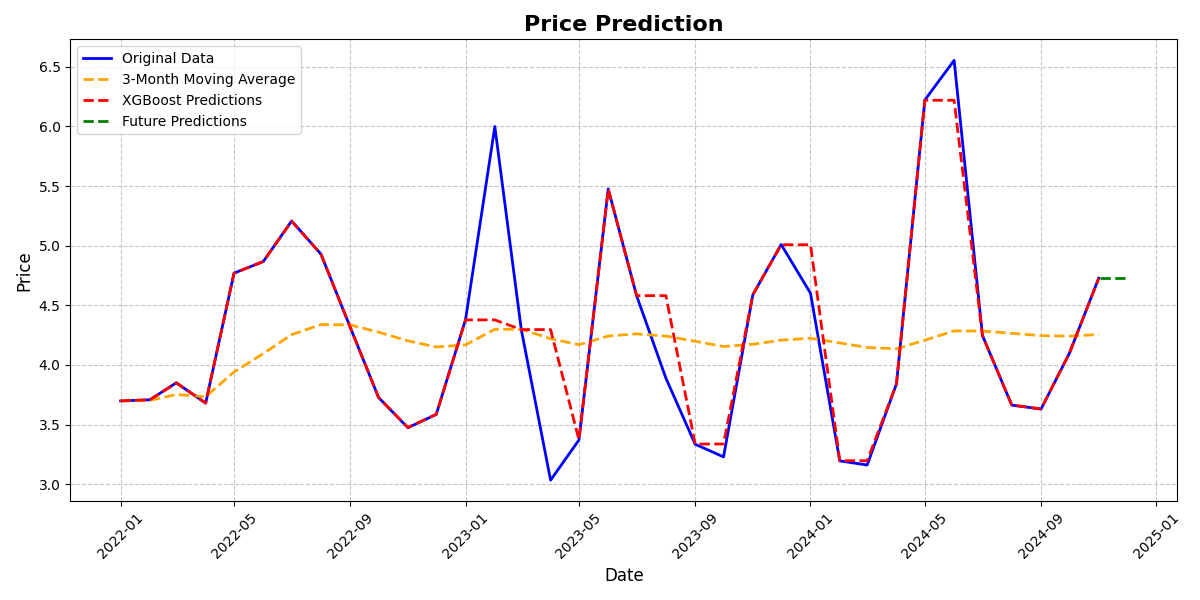 Price Prediction
Original Data
3-Month Moving Average
XGBoost Predictions
Future Predictions
Price
6.5
6.0
5.5
5.0
4.5
4.0
3.5
3.0
2022-01
2022-05
2022-09
2023-01
2023-05
2023-09
2024-01
2024-05
2024-09
2025-01
Date